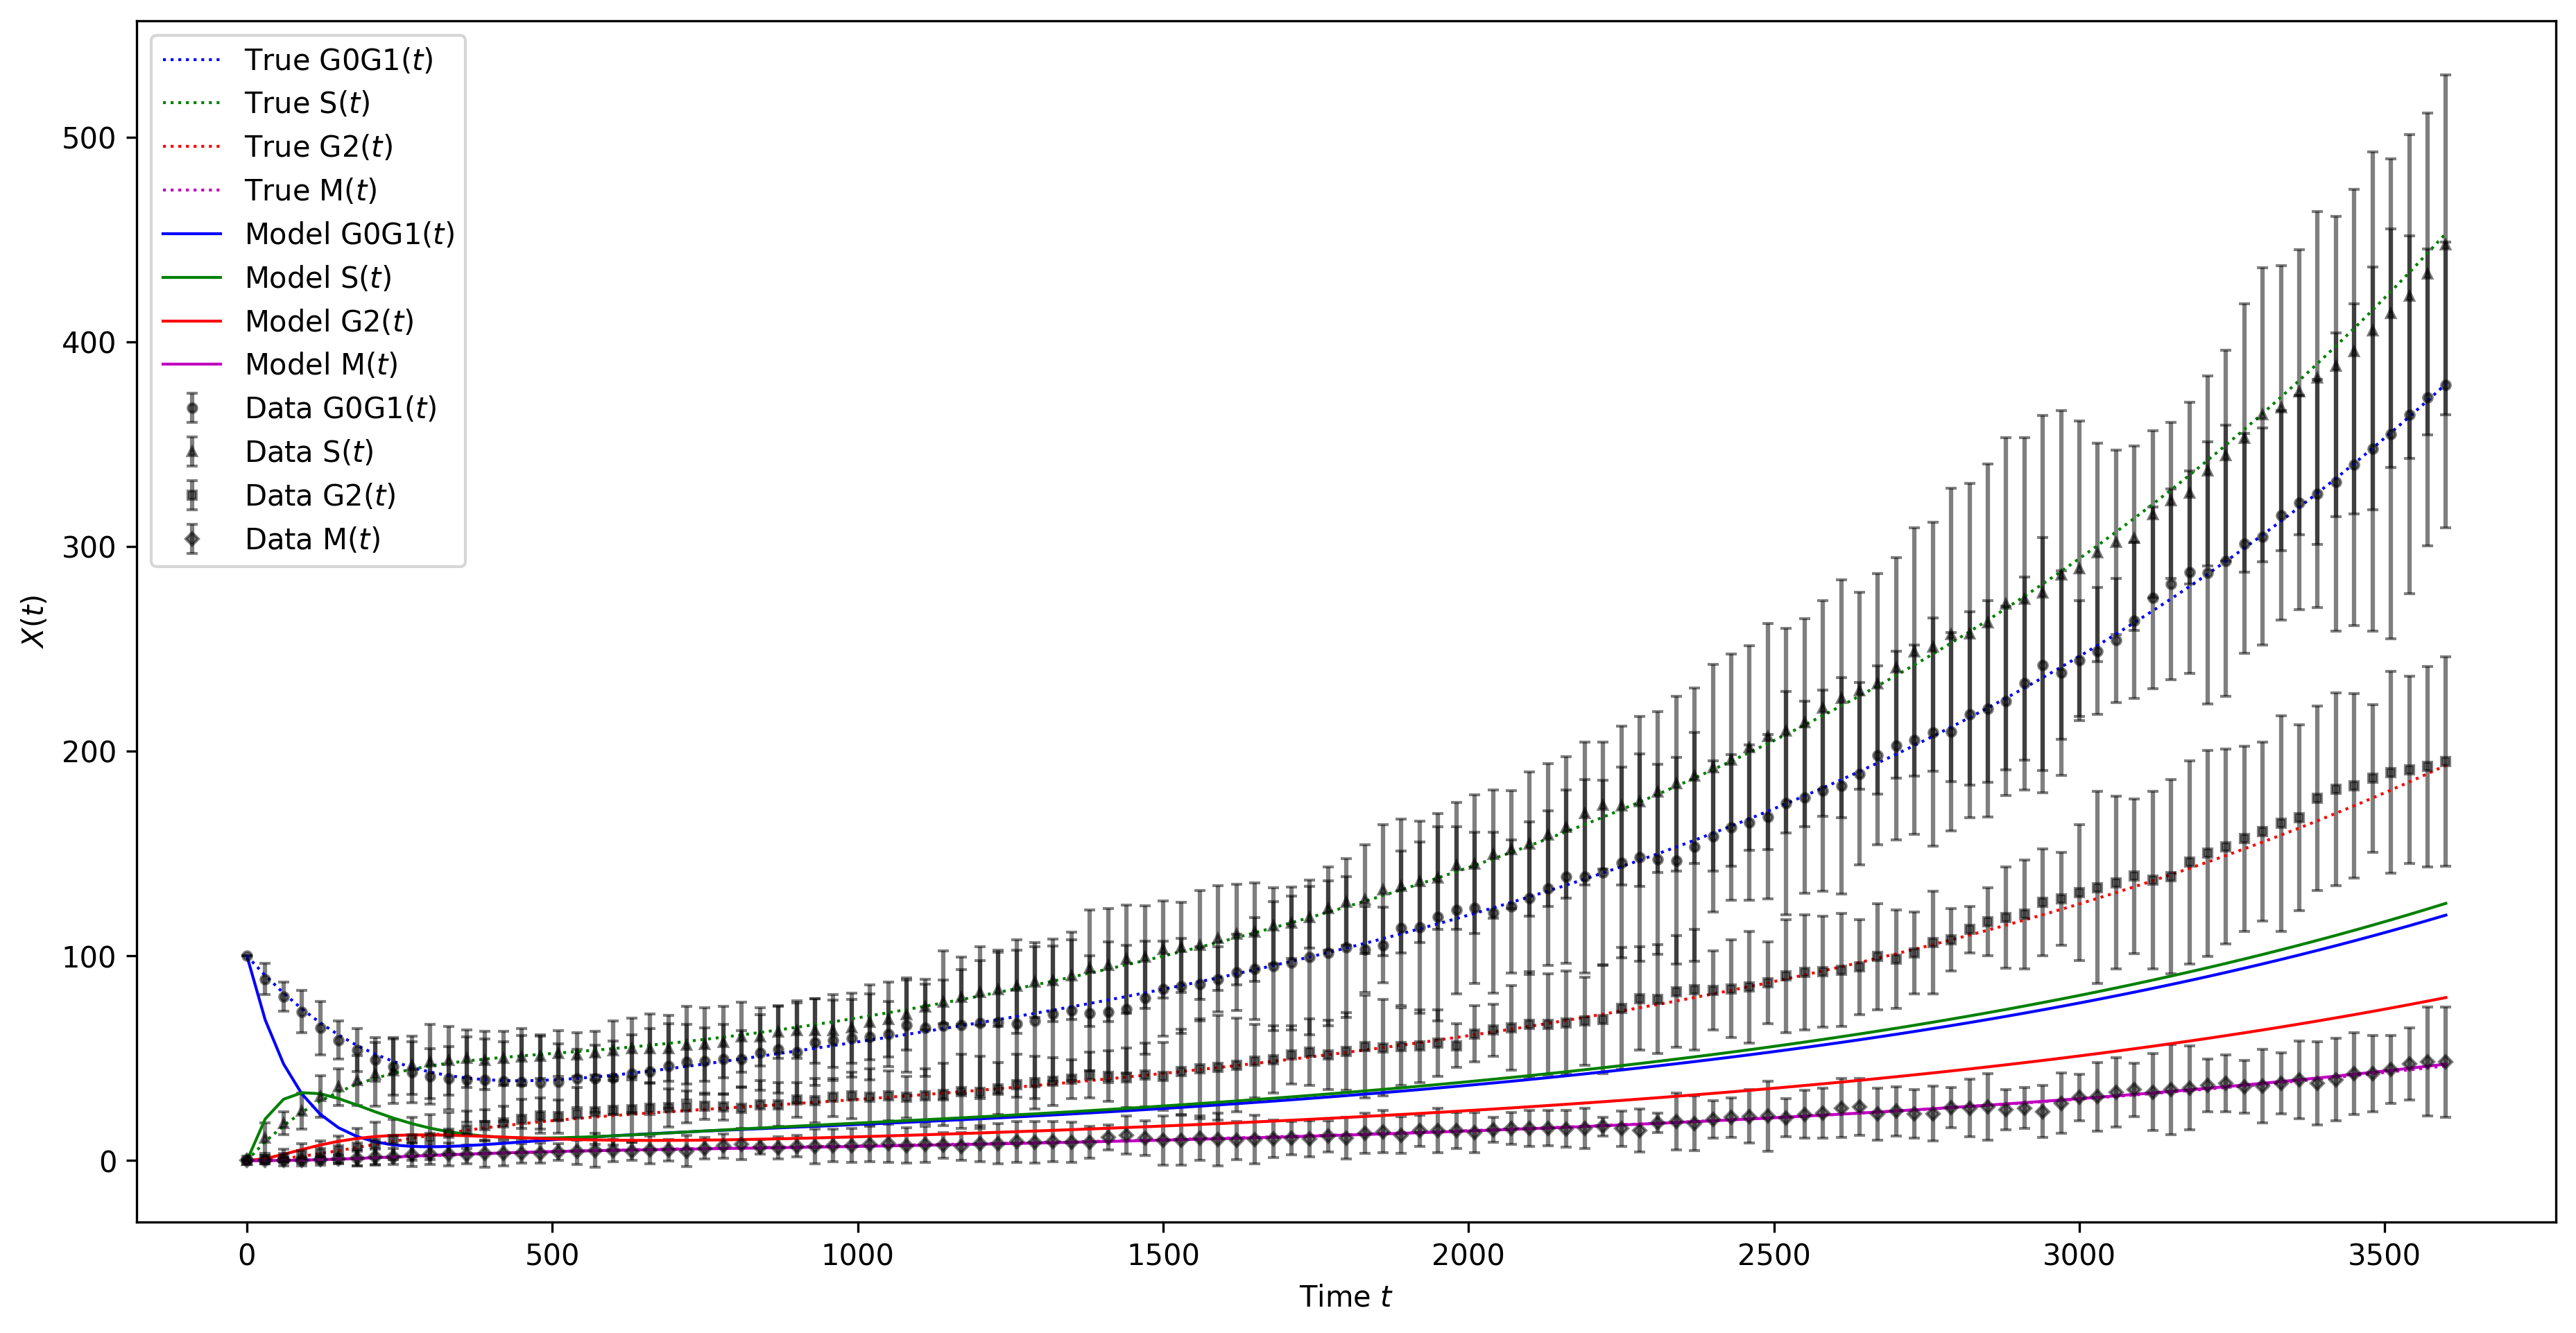 True G0G1(t)
True S(t)
True G2(t)
True M(t)
Model G0G1(t)
Model S(t)
Model G2(t)
Model M(t)
Data G0G1(t)
Data S(t)
Data G2(t)
Data M(t)
500
400
300
200
100
0
X(t)
0 500 1000 1500 2000 2500 3000 3500
Time t